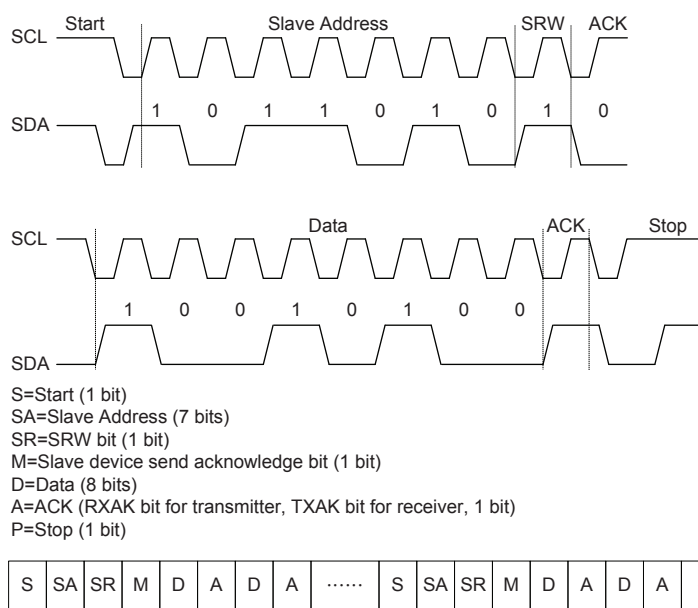 Start Slave Address SRW ACK
SCL
1 0 1 1 0 1 0 1 0
SDA
Data ACK Stop
SCL
1 0 0 1 0 1 0 0
SDA
S=Start (1 bit)
SA=Slave Address (7 bits)
SR=SRW bit (1 bit)
M=Slave device send acknowledge bit (1 bit)
D=Data (8 bits)
A=ACK (RXAK bit for transmitter, TXAK bit for receiver, 1 bit)
P=Stop (1 bit)
S SA SR M D A D A ...... S SA SR M D A D A